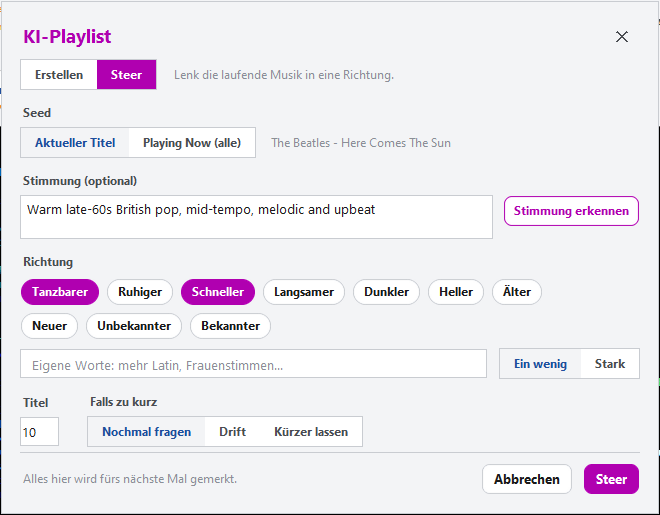 KI-Playlist
Erstellen Steer Lenk die laufende Musik in eine Richtung.
Seed
Aktueller Titel Playing Now (alle) The Beatles - Here Comes The Sun
Stimmung (optional)
Warm late-60s British pop, mid-tempo, melodic and upbeat
Stimmung erkennen
Richtung
Tanzbarer Ruhiger Schneller Langsamer Dunkler Heller Älter
Neuer Unbekannter Bekannter
Eigene Worte: mehr Latin, Frauenstimmen... Ein wenig Stark
Titel Falls zu kurz
10 Nochmal fragen Drift Kürzer lassen
Alles hier wird fürs nächste Mal gemerkt. Abbrechen Steer